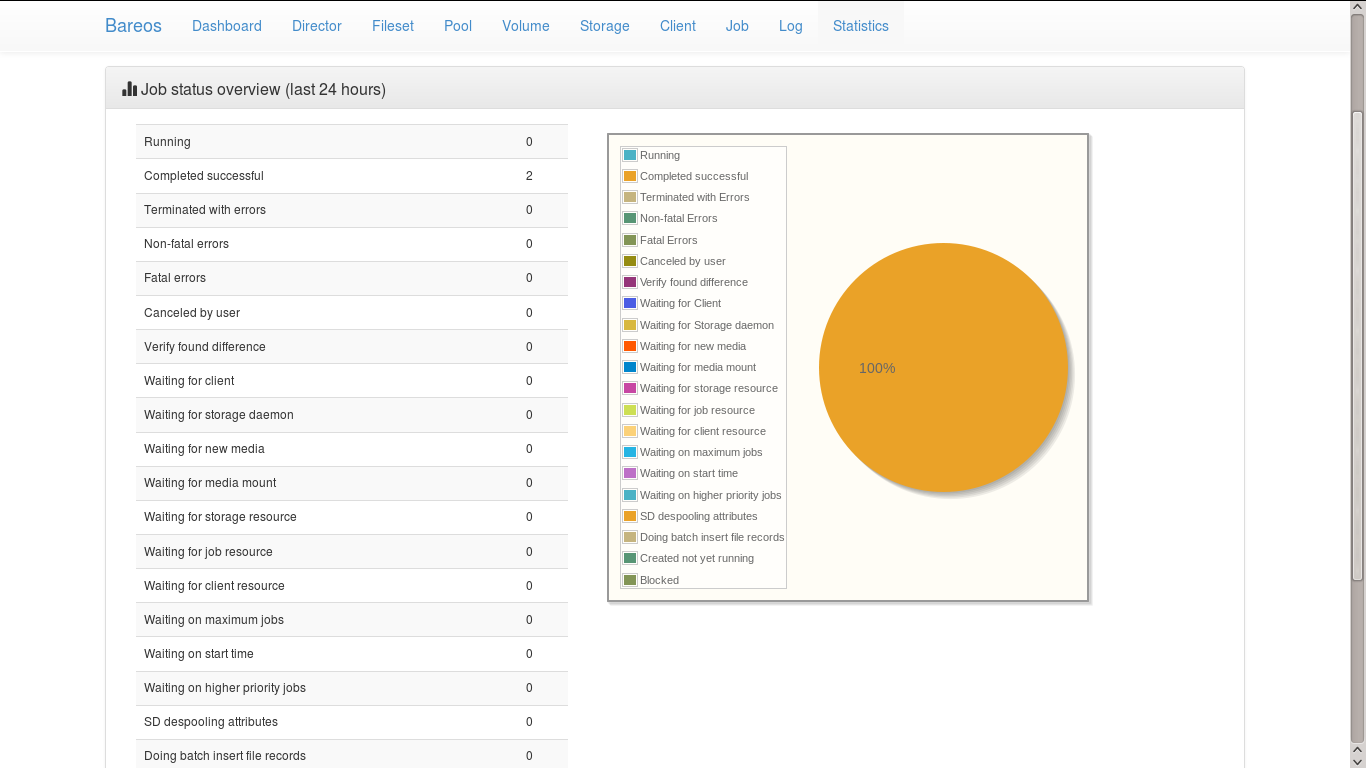 Bareos Dashboard Director Fileset Pool Volume Storage Client Job Log Statistics
Job status overview (last 24 hours)
Running 0
Completed successful 2
Terminated with errors 0
Non-fatal errors 0
Fatal errors 0
Canceled by user 0
Verify found difference 0
Waiting for client 0
Waiting for storage daemon 0
Waiting for new media 0
Waiting for media mount 0
Waiting for storage resource 0
Waiting for job resource 0
Waiting for client resource 0
Waiting on maximum jobs 0
Waiting on start time 0
Waiting on higher priority jobs 0
SD despooling attributes 0
Doing batch insert file records 0
Running
Completed successful
Terminated with Errors
Non-fatal Errors
Fatal Errors
Canceled by user
Verify found difference
Waiting for Client
Waiting for Storage daemon
Waiting for new media
Waiting for media mount
Waiting for storage resource
Waiting for job resource
Waiting for client resource
Waiting on maximum jobs
Waiting on start time
Waiting on higher priority jobs
SD despooling attributes
Doing batch insert file records
Created not yet running
Blocked
100%